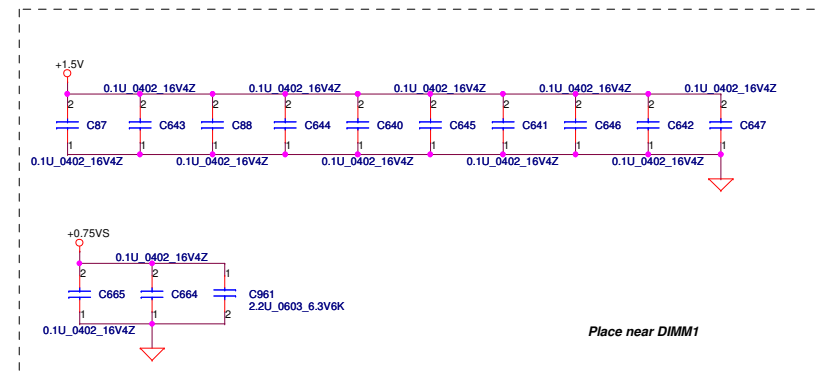 +1.5V
0.1U_0402_16V4Z 0.1U_0402_16V4Z 0.1U_0402_16V4Z 0.1U_0402_16V4Z 0.1U_0402_16V4Z
2 2 2 2 2 2 2 2 2 2
C87 C643 C88 C644 C640 C645 C641 C646 C642 C647
1 1 1 1 1 1 1 1 1 1
0.1U_0402_16V4Z 0.1U_0402_16V4Z 0.1U_0402_16V4Z 0.1U_0402_16V4Z 0.1U_0402_16V4Z
+0.75VS
0.1U_0402_16V4Z
2 2 1
C665 C664 C961
2.2U_0603_6.3V6K
1 1 2
0.1U_0402_16V4Z
Place near DIMM1